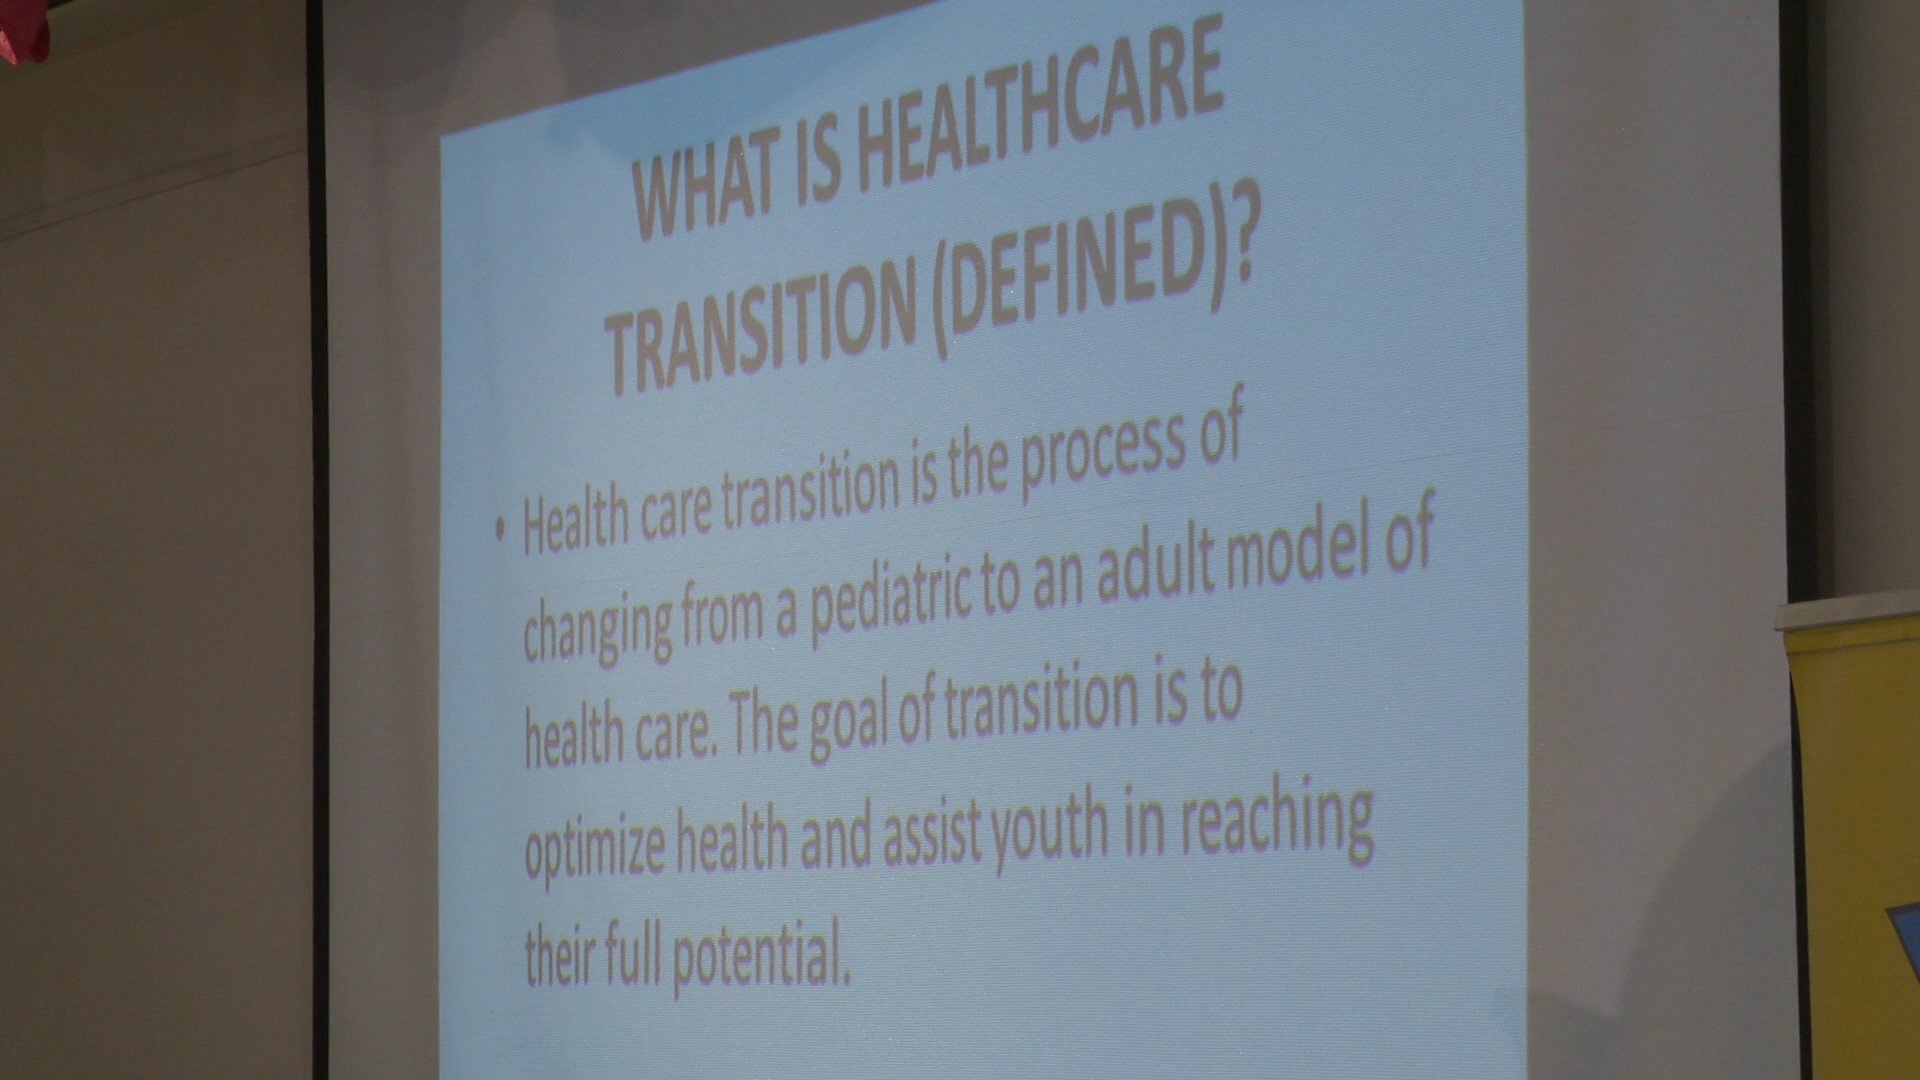 WHAT IS HEALTHCARE
TRANSITION (DEFINED)?
• Health care transition is the process of
changing from a pediatric to an adult model of
health care. The goal of transition is to
optimize health and assist youth in reaching
their full potential.